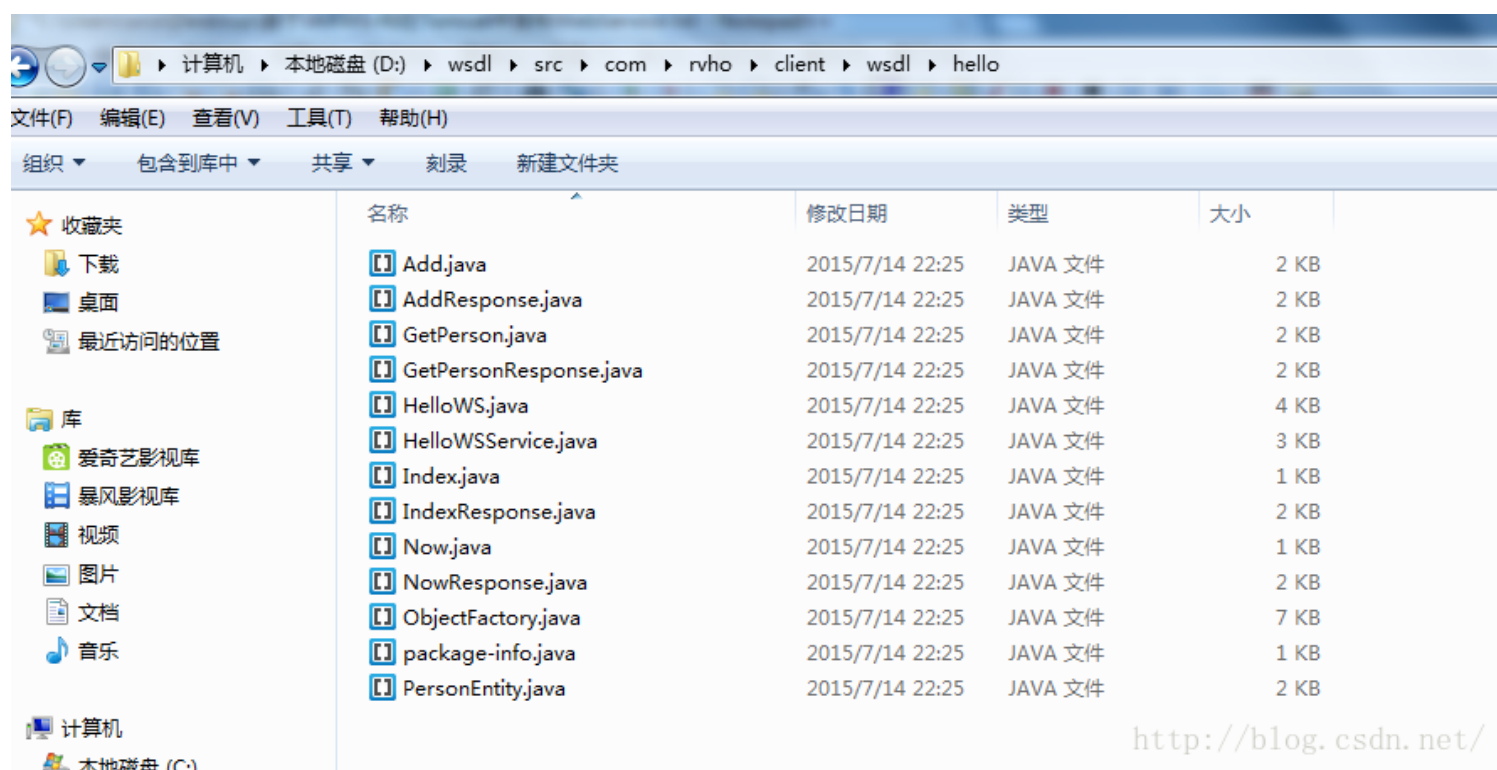 计算机 本地磁盘 (D:) wsdl src com rvho client wsdl hello
文件(F) 编辑(E) 查看(V) 工具(T) 帮助(H)
组织 包含到库中 共享 刻录 新建文件夹
收藏夹
下载
桌面
最近访问的位置
库
爱奇艺影视库
暴风影视库
视频
图片
文档
音乐
计算机
本地磁盘 (C:)
名称 修改日期 类型 大小
Add.java 2015/7/14 22:25 JAVA 文件 2 KB
AddResponse.java 2015/7/14 22:25 JAVA 文件 2 KB
GetPerson.java 2015/7/14 22:25 JAVA 文件 2 KB
GetPersonResponse.java 2015/7/14 22:25 JAVA 文件 2 KB
HelloWS.java 2015/7/14 22:25 JAVA 文件 4 KB
HelloWSService.java 2015/7/14 22:25 JAVA 文件 3 KB
Index.java 2015/7/14 22:25 JAVA 文件 1 KB
IndexResponse.java 2015/7/14 22:25 JAVA 文件 2 KB
Now.java 2015/7/14 22:25 JAVA 文件 1 KB
NowResponse.java 2015/7/14 22:25 JAVA 文件 2 KB
ObjectFactory.java 2015/7/14 22:25 JAVA 文件 7 KB
package-info.java 2015/7/14 22:25 JAVA 文件 1 KB
PersonEntity.java 2015/7/14 22:25 JAVA 文件 2 KB
http://blog.csdn.net/